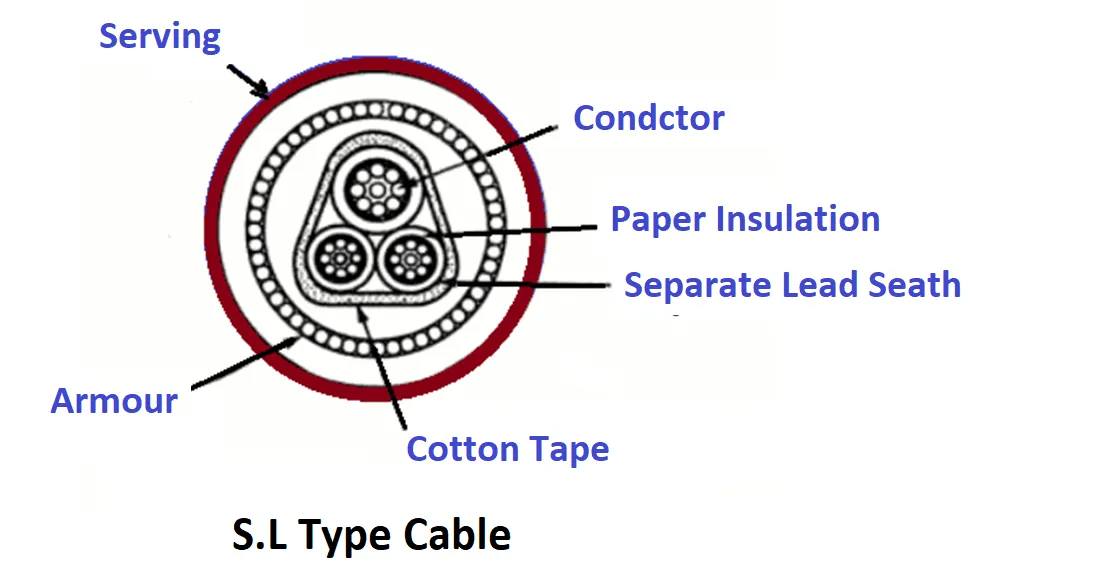 Serving
Condctor
Paper Insulation
Separate Lead Seath
Armour
Cotton Tape
S.L Type Cable